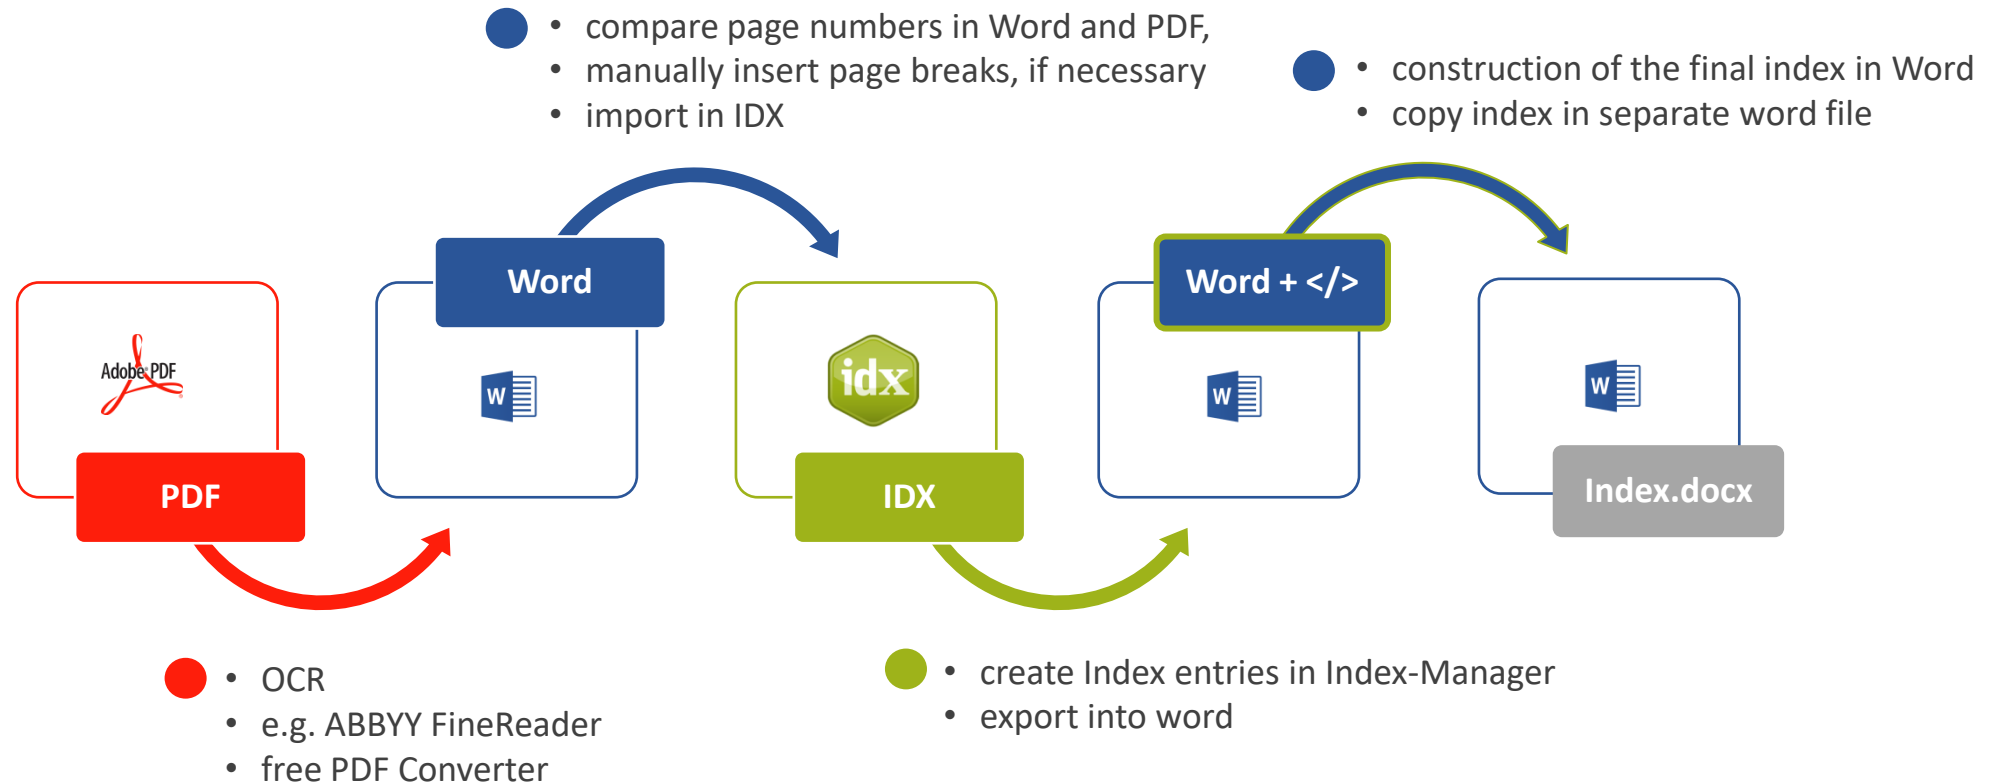 • compare page numbers in Word and PDF,
• manually insert page breaks, if necessary
• import in IDX
• construction of the final index in Word
• copy index in separate word file
Word
Word + </>
Adobe PDF
W
idx
W
W
PDF
IDX
Index.docx
• OCR
• e.g. ABBYY FineReader
• free PDF Converter
• create Index entries in Index-Manager
• export into word